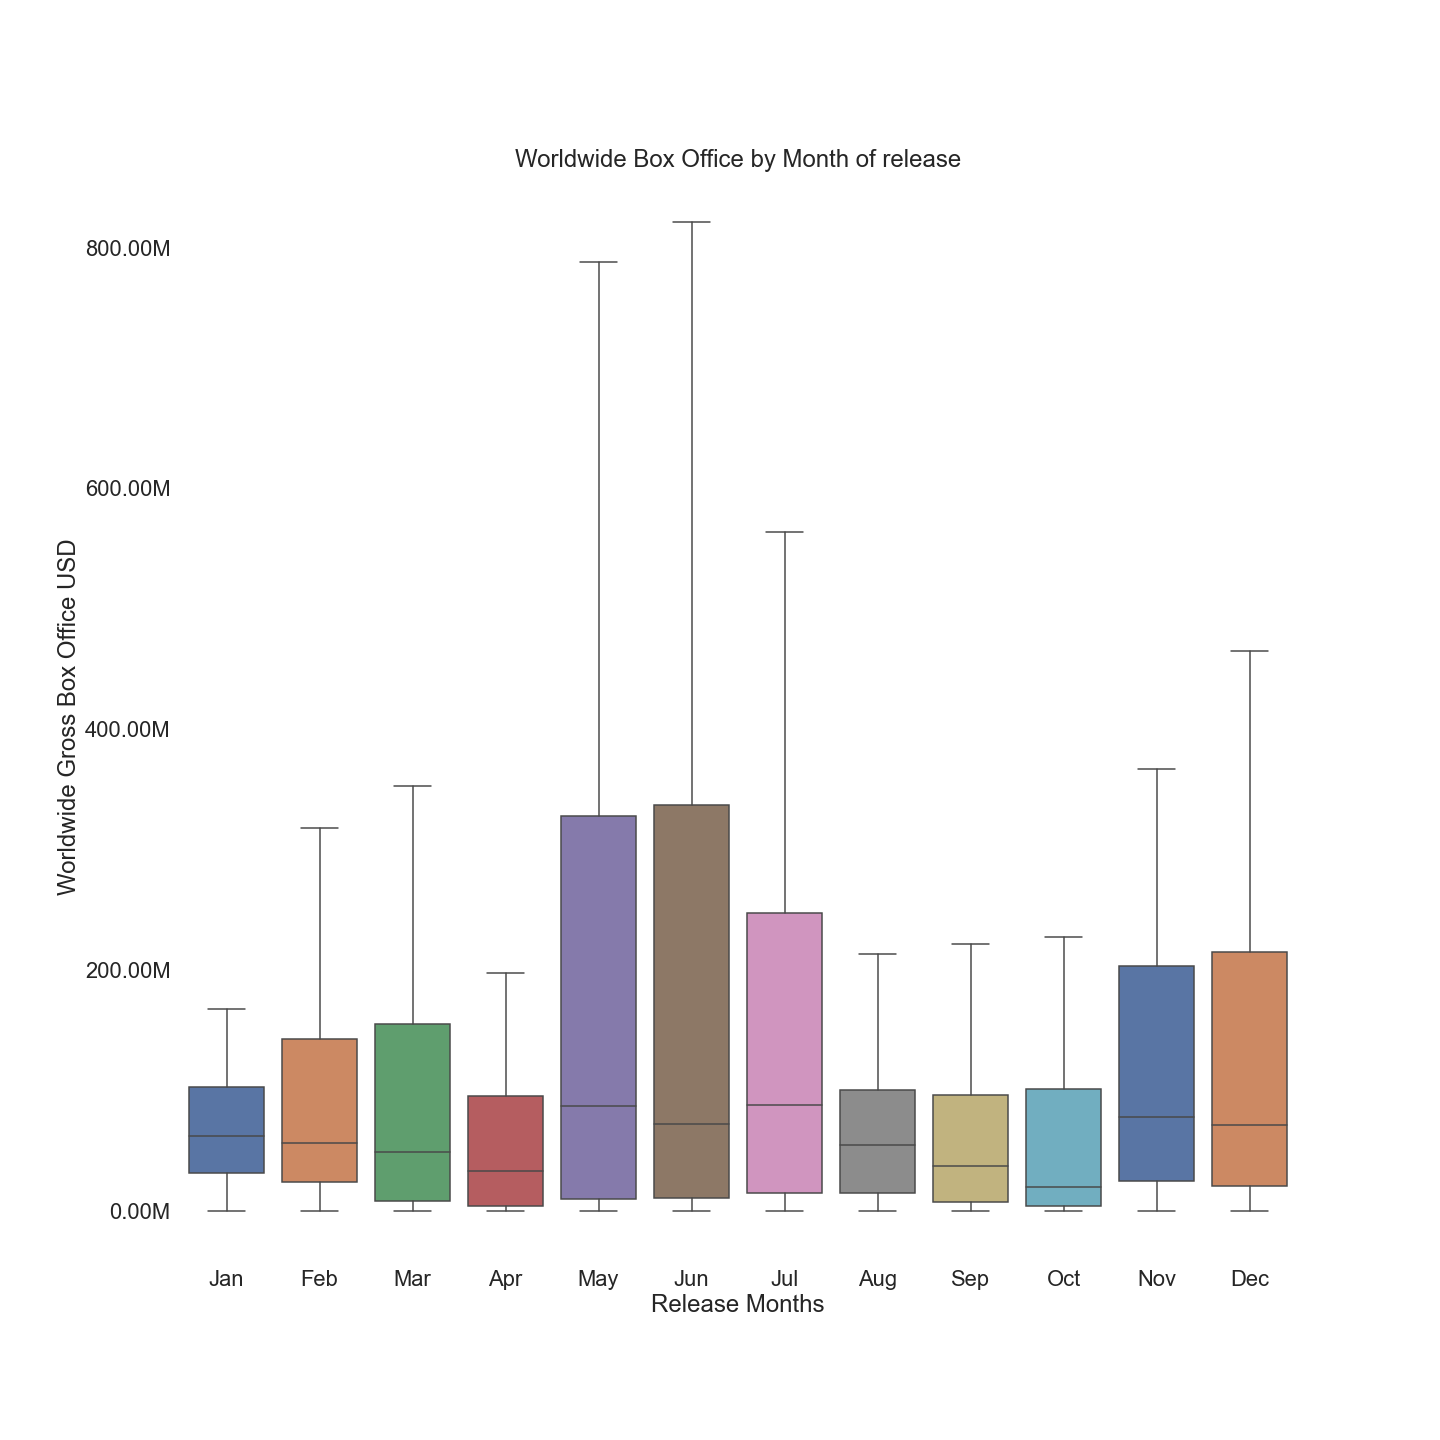 Worldwide Box Office by Month of release
800.00M
600.00M
400.00M
200.00M
0.00M
Worldwide Gross Box Office USD
Jan Feb Mar Apr May Jun Jul Aug Sep Oct Nov Dec
Release Months